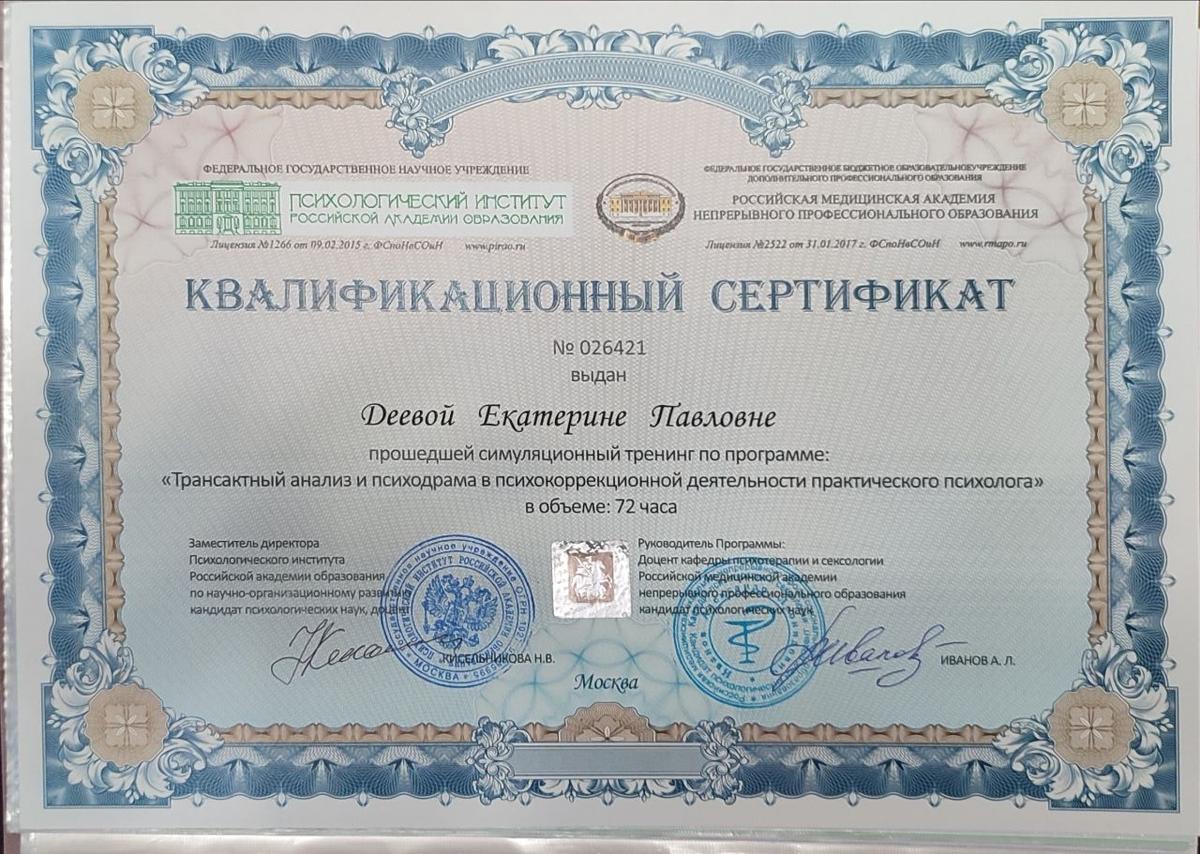 ФЕДЕРАЛЬНОЕ ГОСУДАРСТВЕННОЕ НАУЧНОЕ УЧРЕЖДЕНИЕ
ПСИХОЛОГИЧЕСКИЙ ИНСТИТУТ
РОССИЙСКОЙ АКАДЕМИИ ОБРАЗОВАНИЯ
Лицензия №1266 от 09.02.2015 г. ФСпоНвСОиН www.pirao.ru
ФЕДЕРАЛЬНОЕ ГОСУДАРСТВЕННОЕ БЮДЖЕТНОЕ ОБРАЗОВАТЕЛЬНОЕ УЧРЕЖДЕНИЕ
ДОПОЛНИТЕЛЬНОГО ПРОФЕССИОНАЛЬНОГО ОБРАЗОВАНИЯ
РОССИЙСКАЯ МЕДИЦИНСКАЯ АКАДЕМИЯ
НЕПРЕРЫВНОГО ПРОФЕССИОНАЛЬНОГО ОБРАЗОВАНИЯ
Лицензия №2522 от 31.01.2017 г. ФСпоНвСОиН www.rmapo.ru
КВАЛИФИКАЦИОННЫЙ СЕРТИФИКАТ
№ 026421
выдан
Деевой Екатерине Павловне
прошедшей симуляционный тренинг по программе:
«Трансактный анализ и психодрама в психокоррекционной деятельности практического психолога»
в объеме: 72 часа
Заместитель директора
Психологического института
Российской академии образования
по научно-организационному развитию
кандидат психологических наук, доцент
КИСЕЛЬНИКОВА Н.В.
Руководитель Программы:
Доцент кафедры психотерапии и сексологии
Российской медицинской академии
непрерывного профессионального образования
кандидат психологических наук
ИВАНОВ А. Л.
Москва